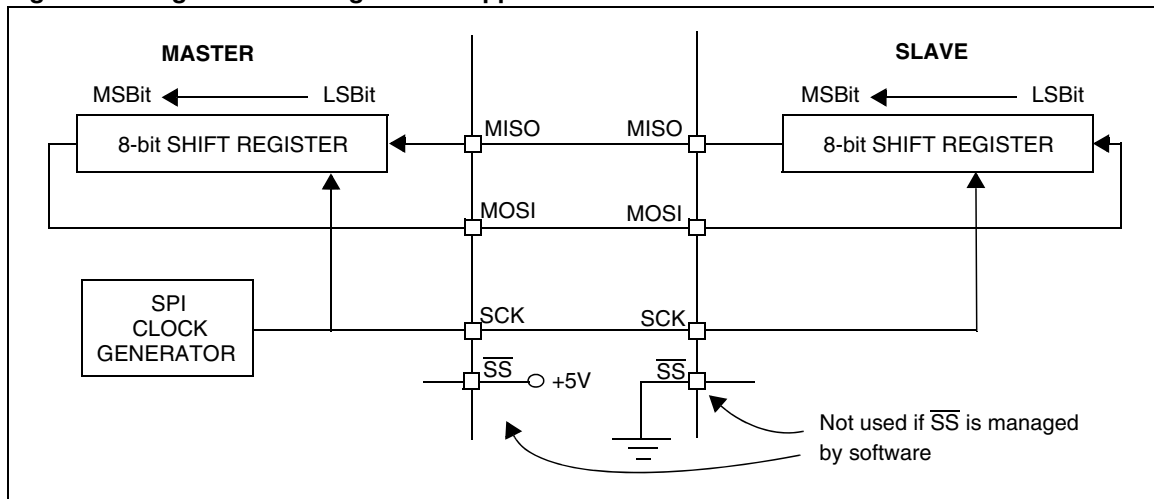 MASTER
SLAVE
MSBit
LSBit
MSBit
LSBit
8-bit SHIFT REGISTER
MISO
MISO
8-bit SHIFT REGISTER
MOSI
MOSI
SPI
CLOCK
GENERATOR
SCK
SCK
SS
+5V
SS
Not used if SS is managed
by software